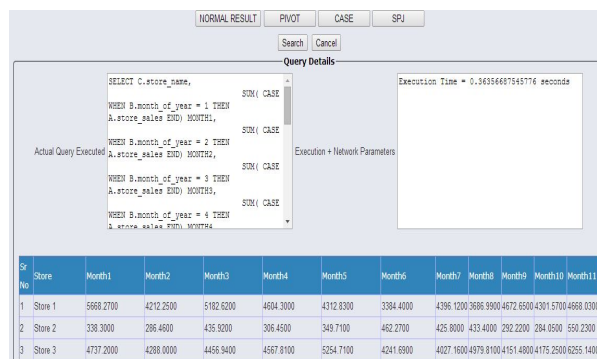 NORMAL RESULT PIVOT CASE SPJ
Search Cancel
Query Details
Actual Query Executed
SELECT C.store_name,
SUM( CASE
WHEN B.month_of_year = 1 THEN
A.store_sales END) MONTH1,
SUM( CASE
WHEN B.month_of_year = 2 THEN
A.store_sales END) MONTH2,
SUM( CASE
WHEN B.month_of_year = 3 THEN
A.store_sales END) MONTH3,
SUM( CASE
WHEN B.month_of_year = 4 THEN
A.store_sales END) MONTH4
Execution + Network Parameters
Execution Time = 0.36356687545776 seconds
Sr No Store Month1 Month2 Month3 Month4 Month5 Month6 Month7 Month8 Month9 Month10 Month11
1 Store 1 5668.2700 4212.2500 5182.6200 4604.3000 4312.8300 3384.4000 4396.1200 3686.9900 4672.6500 4301.5700 4668.0300
2 Store 2 338.3000 286.4600 435.9200 306.4500 349.7100 462.2700 425.8000 433.4000 292.2200 284.0500 550.2300
3 Store 3 4737.2000 4288.0000 4456.9400 4567.8100 5254.7100 4241.6900 4027.1600 4979.8100 4151.4800 4175.2500 6255.1400